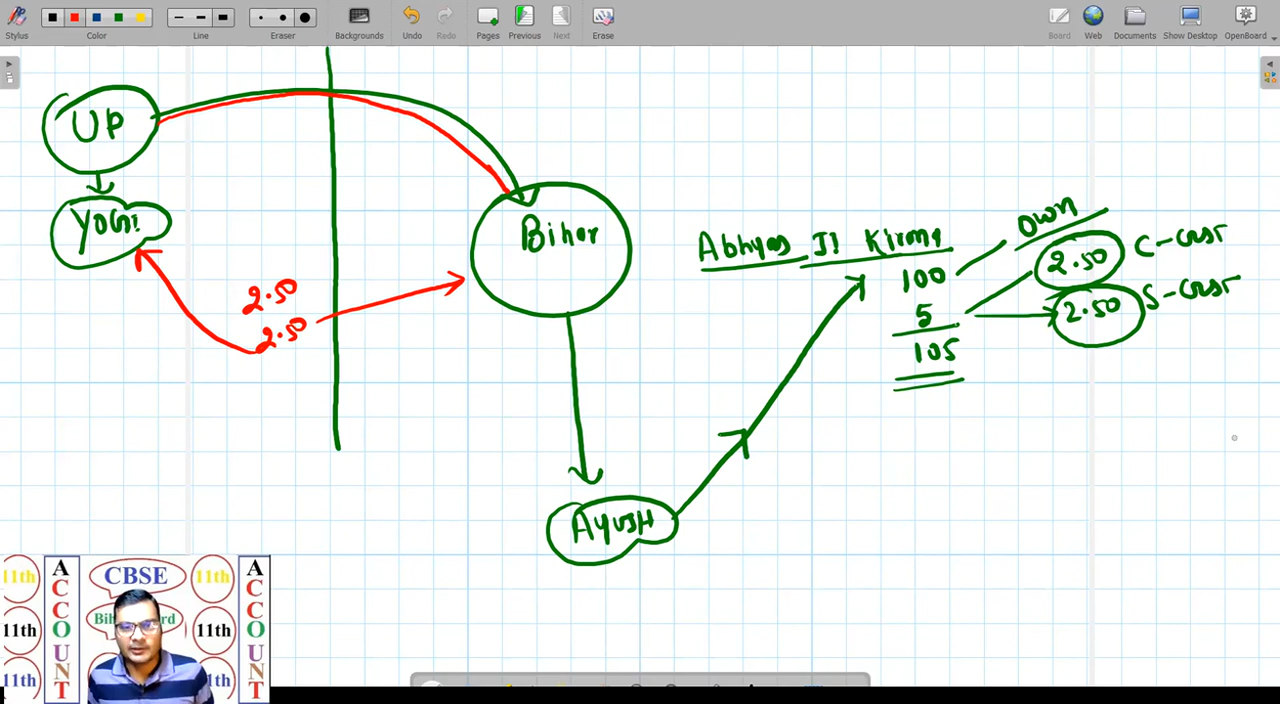 Stylus
Color
Line
Eraser
Backgrounds
Undo
Redo
Pages
Previous
Next
Erase
Board
Web
Documents
Show Desktop
OpenBoard
UP
YOGI
2.50
2.50
Bihar
AYUSH
Abhyas JI Kirana
100
5
105
OWN
2.50
C-GST
2.50
S-GST
11th
11th
11th
ACCOUNT
CBSE
11th
11th
ACCOUNT